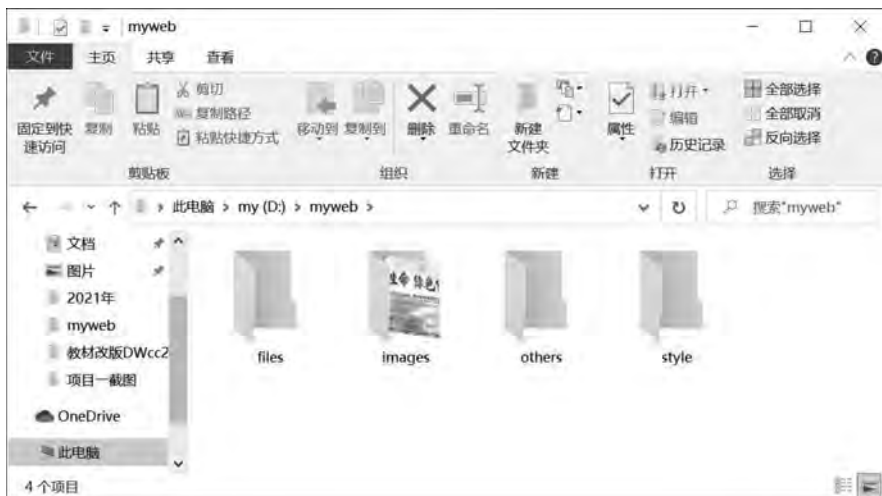 myweb
文件 主页 共享 查看
固定到快
速访问
复制
粘贴
剪切
复制路径
粘贴快捷方式
移动到 复制到
删除
重命名
新建
文件夹
属性
打开
编辑
历史记录
全部选择
全部取消
反向选择
剪贴板 组织 新建 打开 选择
此电脑 > my (D:) > myweb >
搜索"myweb"
文档
图片
2021年
myweb
教材改版DWcc2
项目一截图
OneDrive
此电脑
files images others style
4 个项目